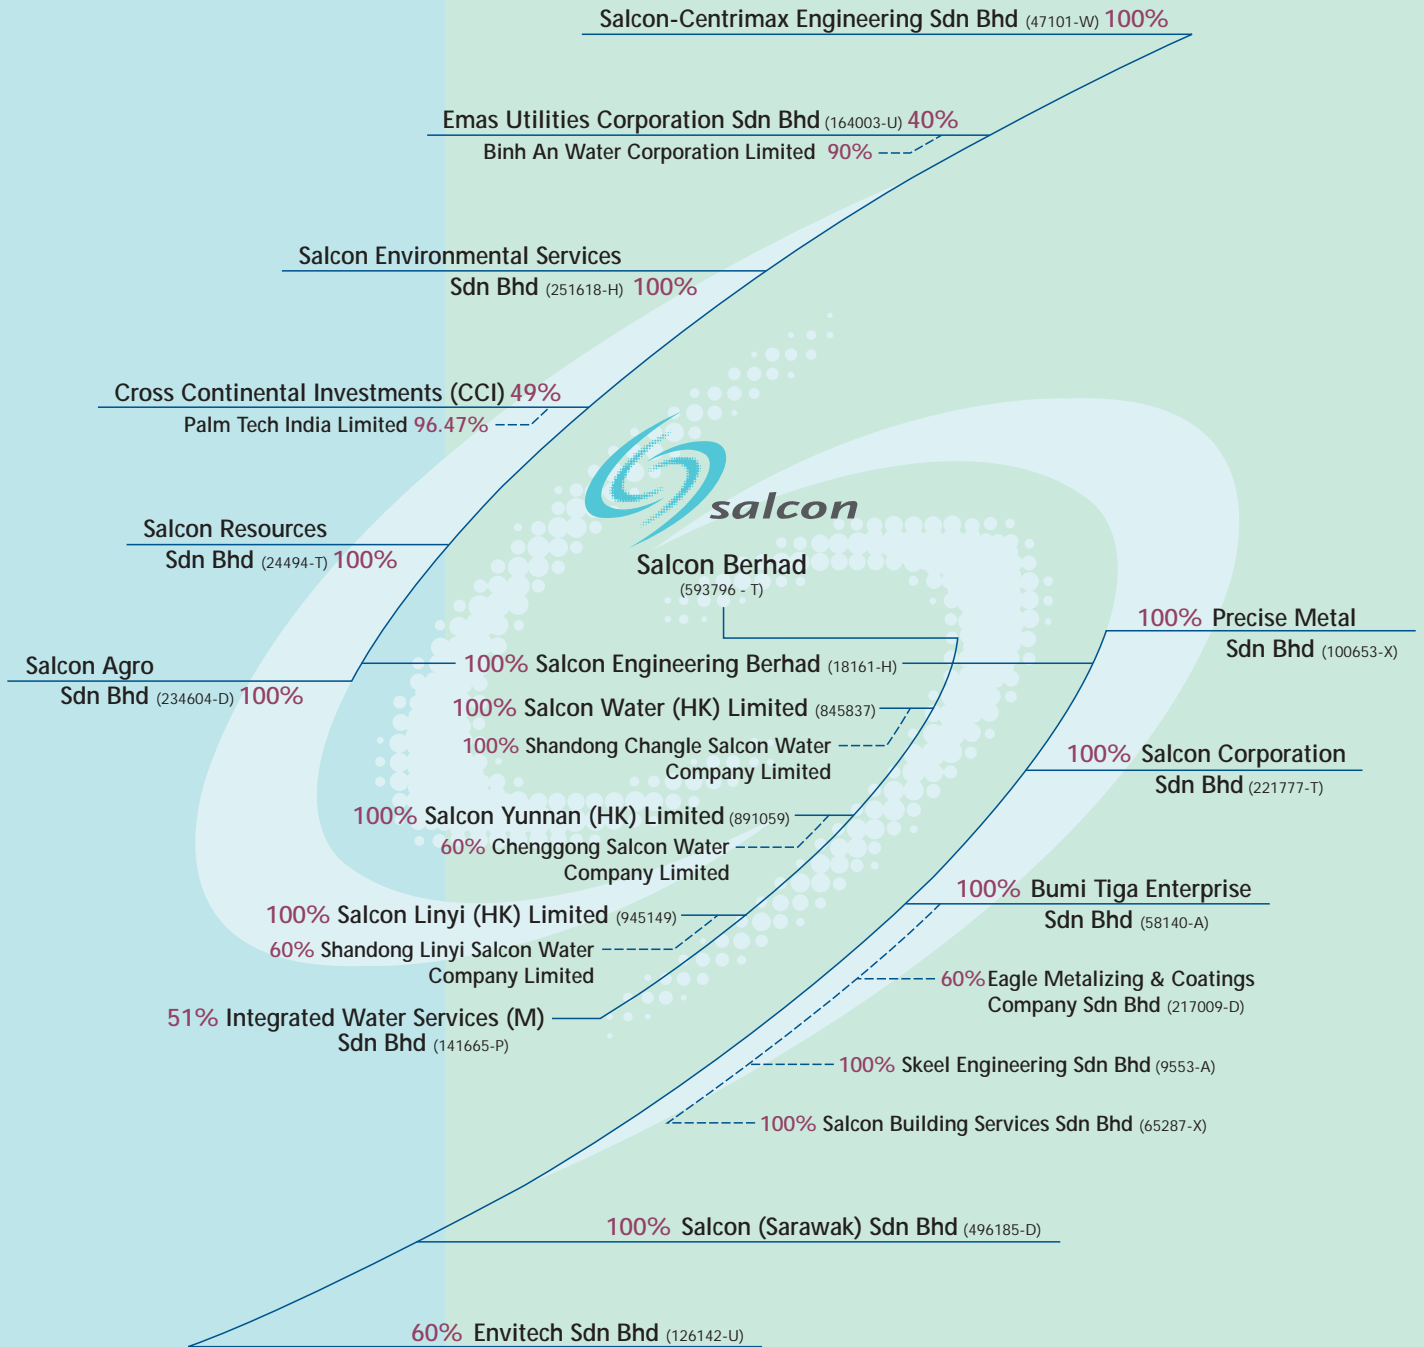 Salcon-Centrimax Engineering Sdn Bhd (47101-W) 100%
Emas Utilities Corporation Sdn Bhd (164003-U) 40%
Binh An Water Corporation Limited 90%
Salcon Environmental Services
Sdn Bhd (251618-H) 100%
Cross Continental Investments (CCI) 49%
Palm Tech India Limited 96.47%
Salcon Resources
Sdn Bhd (24494-T) 100%
Salcon Agro
Sdn Bhd (234604-D) 100%
salcon
Salcon Berhad
(593796 - T)
100% Salcon Engineering Berhad (18161-H)
100% Salcon Water (HK) Limited (845837)
100% Shandong Changle Salcon Water
Company Limited
100% Salcon Yunnan (HK) Limited (891059)
60% Chenggong Salcon Water
Company Limited
100% Salcon Linyi (HK) Limited (945149)
60% Shandong Linyi Salcon Water
Company Limited
51% Integrated Water Services (M)
Sdn Bhd (141665-P)
100% Precise Metal
Sdn Bhd (100653-X)
100% Salcon Corporation
Sdn Bhd (221777-T)
100% Bumi Tiga Enterprise
Sdn Bhd (58140-A)
60% Eagle Metalizing & Coatings
Company Sdn Bhd (217009-D)
100% Skeel Engineering Sdn Bhd (9553-A)
100% Salcon Building Services Sdn Bhd (65287-X)
100% Salcon (Sarawak) Sdn Bhd (496185-D)
60% Envitech Sdn Bhd (126142-U)